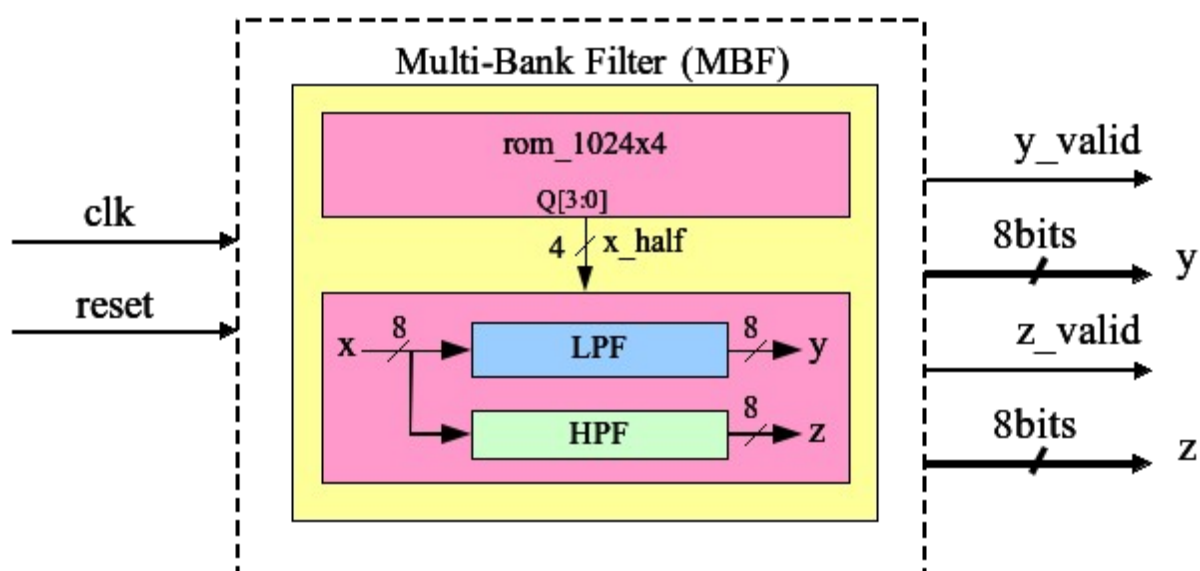 Multi-Bank Filter (MBF)
rom_1024x4
Q[3:0]
4 x_half
clk
reset
x 8 LPF 8 y
HPF 8 z
y_valid
8bits y
z_valid
8bits z